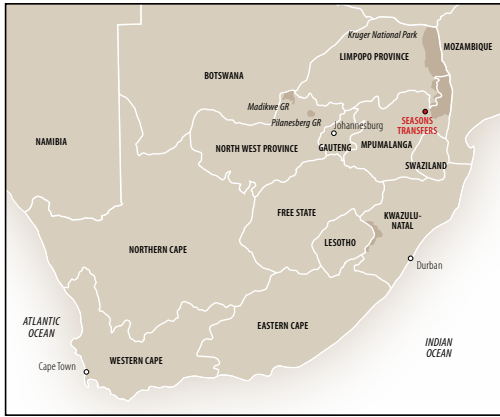 Kruger National Park
MOZAMBIQUE
LIMPOPO PROVINCE
BOTSWANA
Madikwe GR
Pilanesberg GR
Johannesburg
SEASONS
TRANSFERS
NAMIBIA
NORTH WEST PROVINCE
GAUTENG
MPUMALANGA
SWAZILAND
FREE STATE
KWAZULU-
NATAL
LESOTHO
NORTHERN CAPE
Durban
ATLANTIC
OCEAN
EASTERN CAPE
INDIAN
OCEAN
WESTERN CAPE
Cape Town